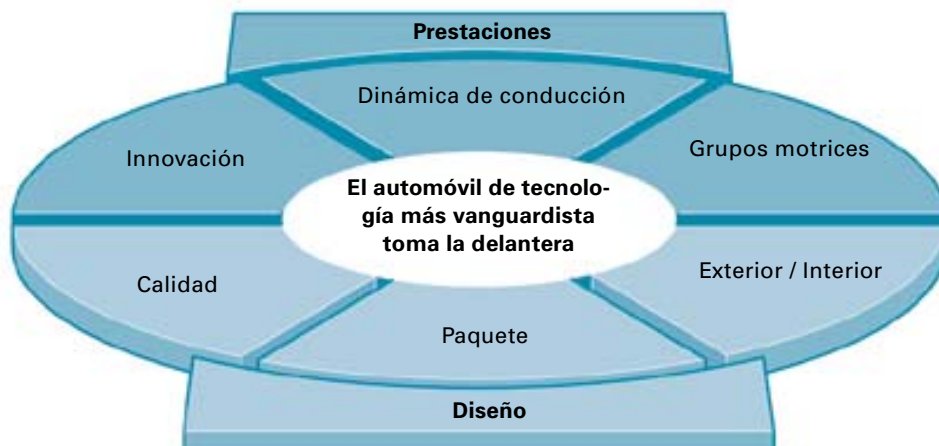 Prestaciones
Dinámica de conducción
Innovación
Grupos motrices
El automóvil de tecnolo-
gía más vanguardista
toma la delantera
Calidad
Exterior / Interior
Paquete
Diseño